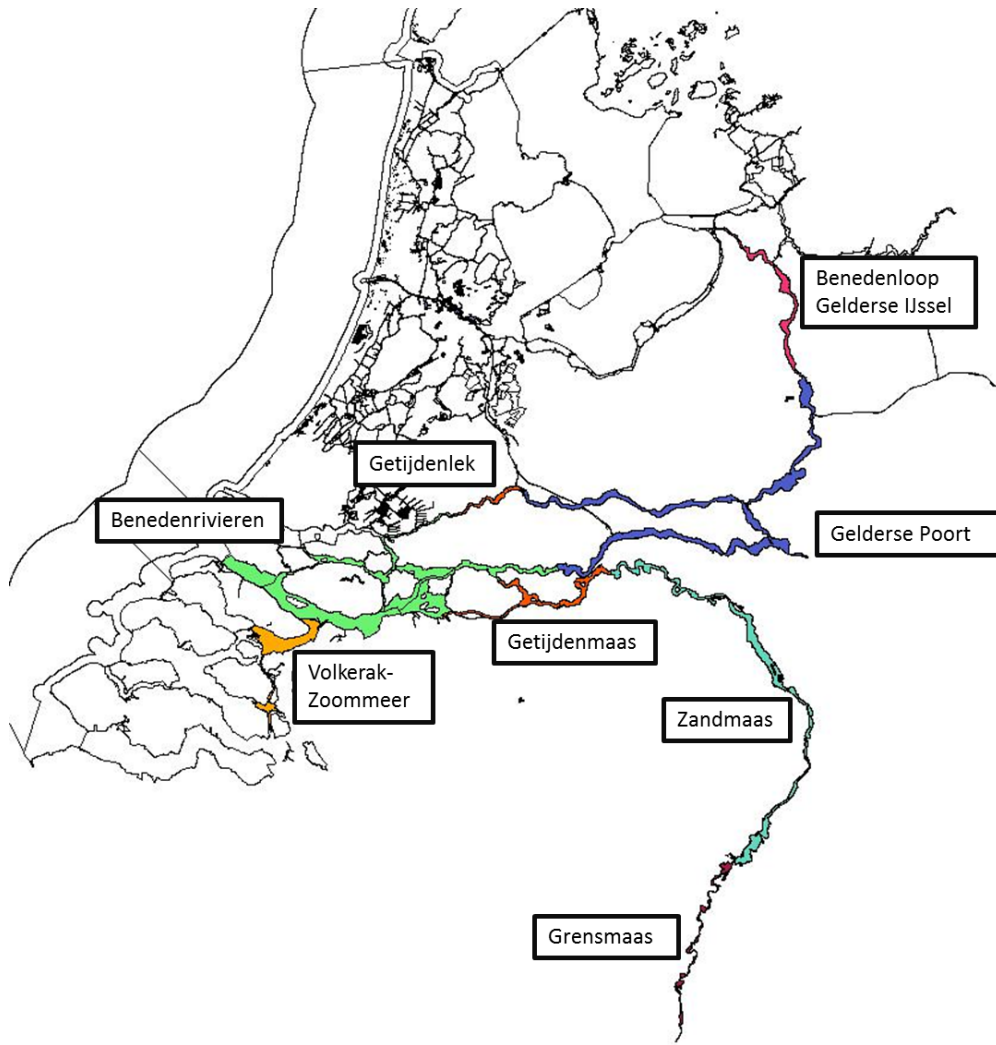 Benedenloop
Gelderse IJssel
Getijdenlek
Benedenrivieren
Gelderse Poort
Getijdenmaas
Volkerak-
Zoommeer
Zandmaas
Grensmaas